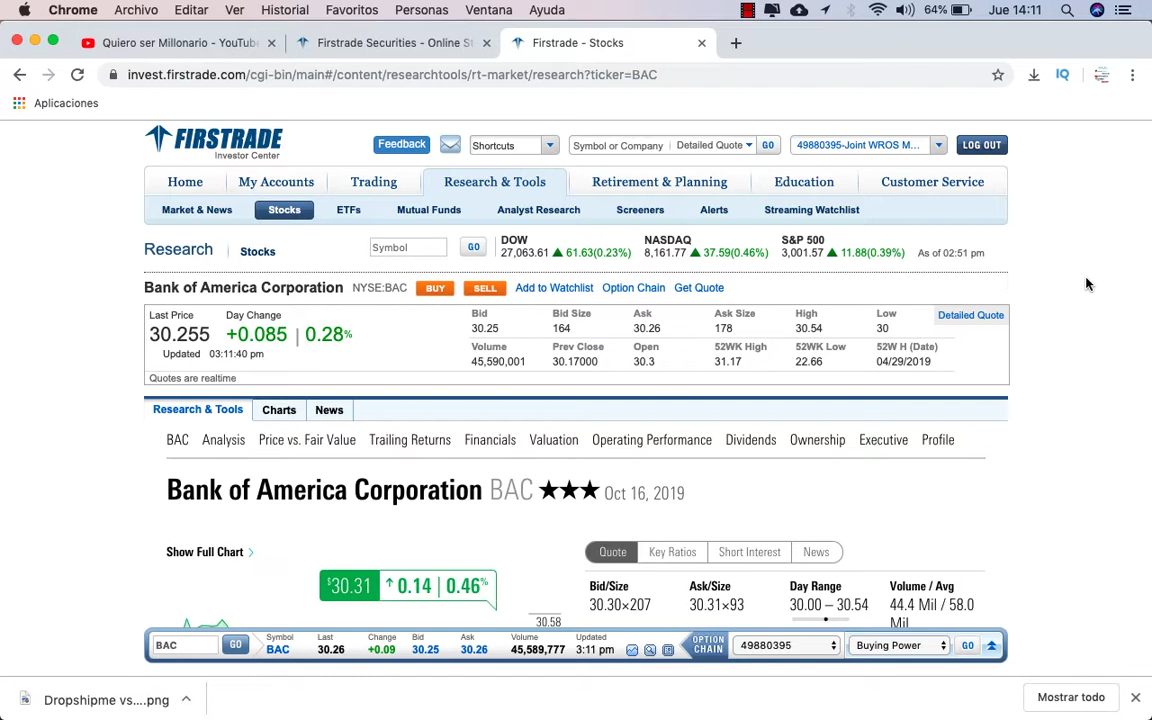 Chrome Archivo Editar Ver Historial Favoritos Personas Ventana Ayuda 64% Jue 14:11
Quiero ser Millonario - YouTube Firstrade Securities - Online St Firstrade - Stocks
invest.firstrade.com/cgi-bin/main#/content/researchtools/rt-market/research?ticker=BAC IQ
Aplicaciones
FIRSTRADE
Investor Center
Feedback Shortcuts Symbol or Company Detailed Quote GO 49880395-Joint WROS M... LOG OUT
Home My Accounts Trading Research & Tools Retirement & Planning Education Customer Service
Market & News Stocks ETFs Mutual Funds Analyst Research Screeners Alerts Streaming Watchlist
Research Stocks Symbol GO
DOW NASDAQ S&P 500
27,063.61 ▲ 61.63(0.23%) 8,161.77 ▲ 37.59(0.46%) 3,001.57 ▲ 11.88(0.39%) As of 02:51 pm
Bank of America Corporation NYSE:BAC BUY SELL Add to Watchlist Option Chain Get Quote
Last Price Day Change Bid Bid Size Ask Ask Size High Low Detailed Quote
30.255 +0.085 | 0.28% 30.25 164 30.26 178 30.54 30
Updated 03:11:40 pm Volume Prev Close Open 52WK High 52WK Low 52W H (Date)
45,590,001 30.17000 30.3 31.17 22.66 04/29/2019
Quotes are realtime
Research & Tools Charts News
BAC Analysis Price vs. Fair Value Trailing Returns Financials Valuation Operating Performance Dividends Ownership Executive Profile
Bank of America Corporation BAC ★★★ Oct 16, 2019
Show Full Chart Quote Key Ratios Short Interest News
$30.31 ↑ 0.14 | 0.46%
Bid/Size Ask/Size Day Range Volume / Avg
30.30×207 30.31×93 30.00 – 30.54 44.4 Mil / 58.0
30.58 Mil
BAC GO
Symbol Last Change Bid Ask Volume Updated
BAC 30.26 +0.09 30.25 30.26 45,589,777 3:11 pm
OPTION
CHAIN
49880395 Buying Power GO
Dropshipme vs....png Mostrar todo